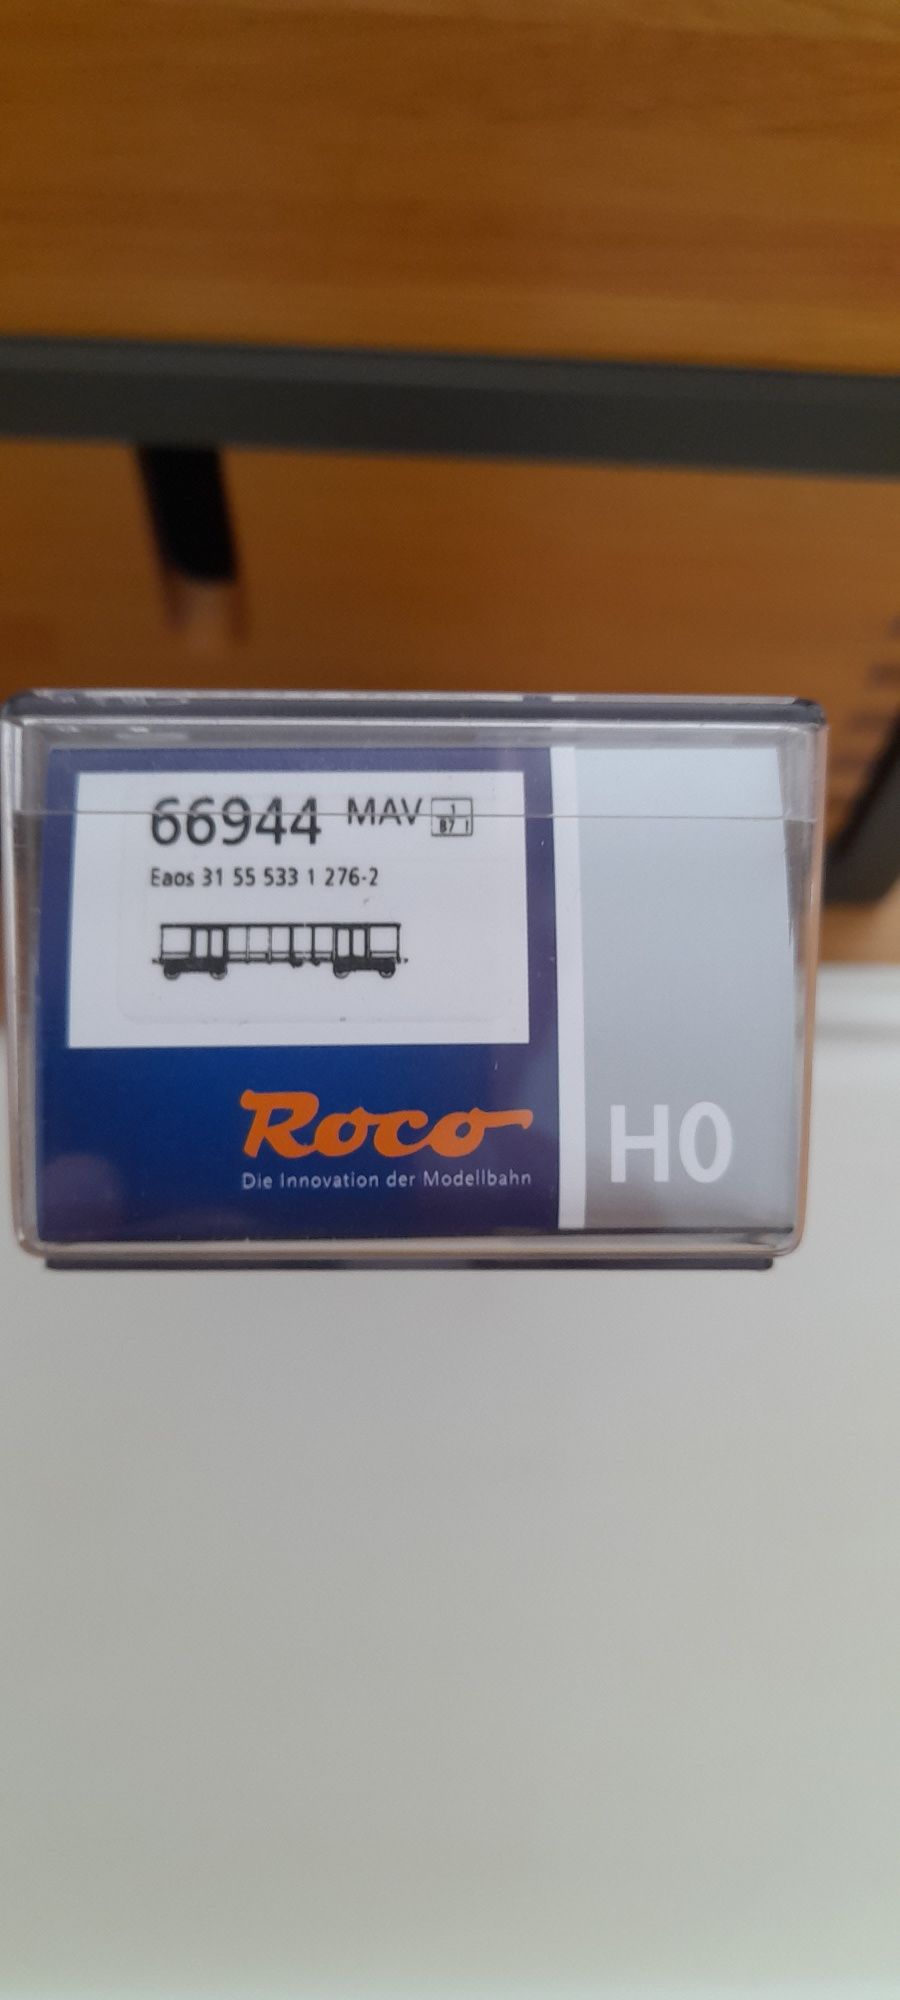 66944 MAV
Eaos 31 55 533 1 276-2
Roco
Die Innovation der Modellbahn
H0